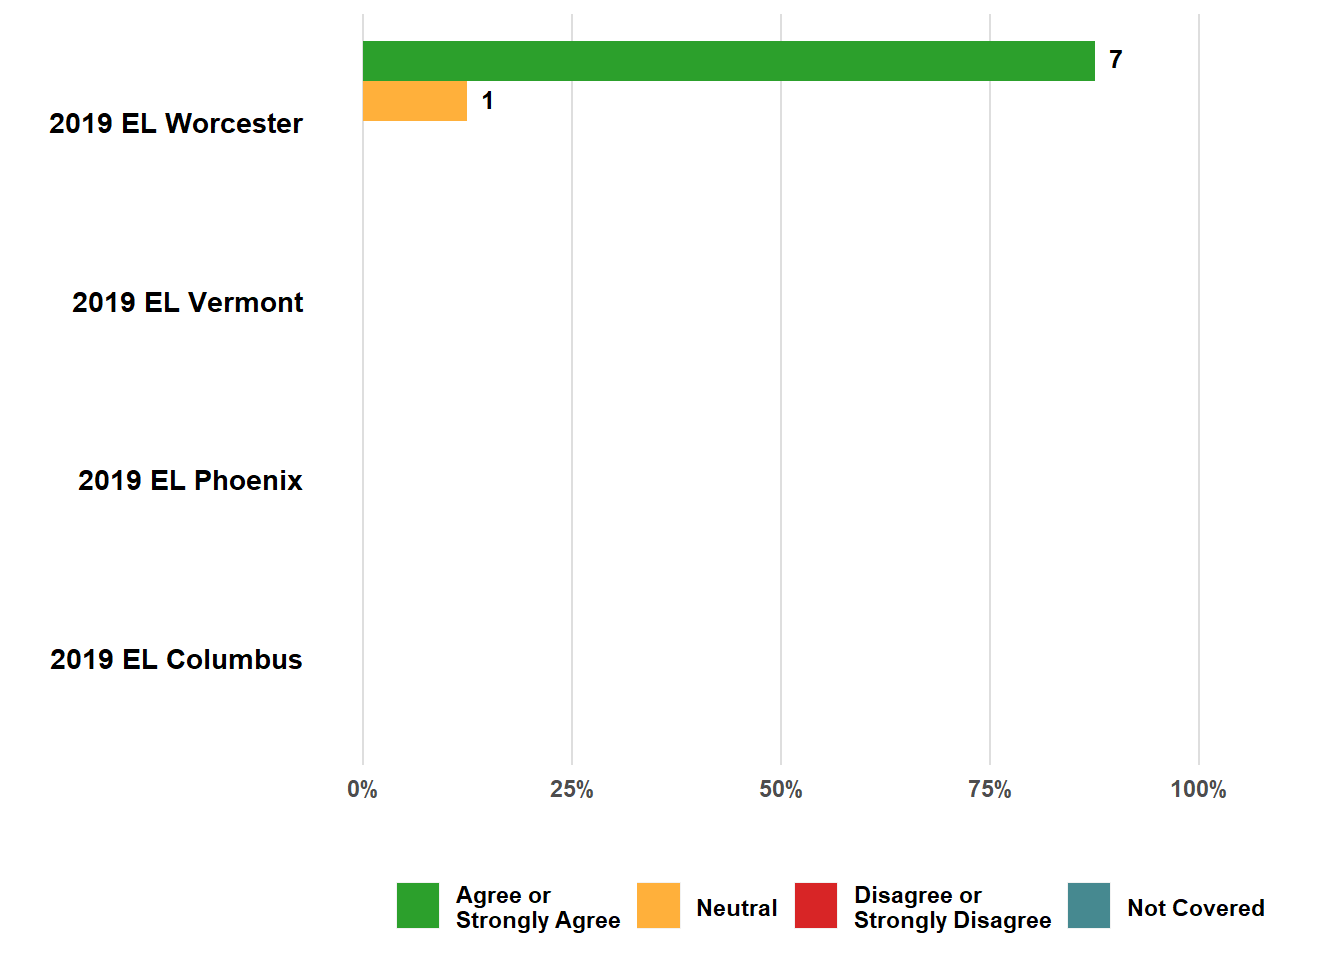 7
1
2019 EL Worcester
2019 EL Vermont
2019 EL Phoenix
2019 EL Columbus
0% 25% 50% 75% 100%
Agree or
Strongly Agree
Neutral
Disagree or
Strongly Disagree
Not Covered